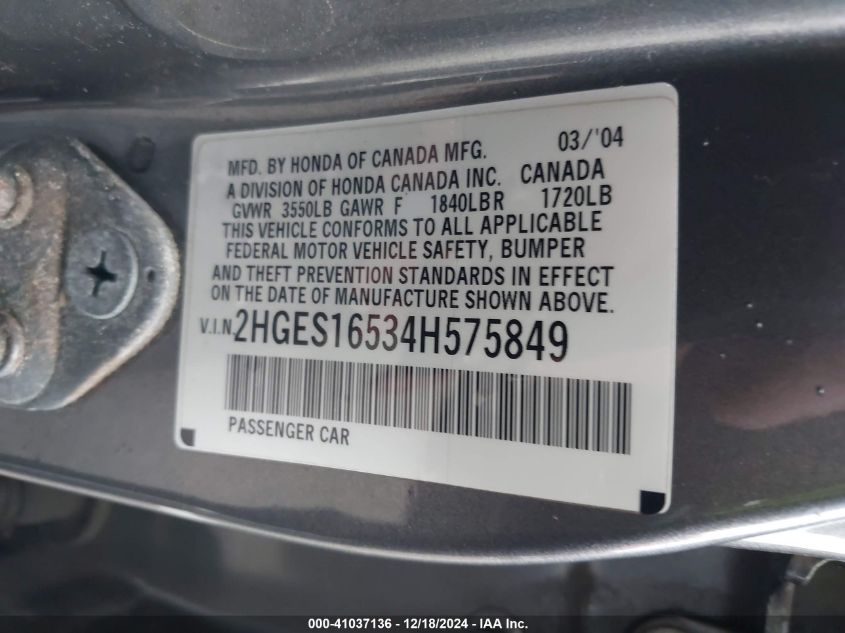 03/'04
MFD. BY HONDA OF CANADA MFG.
A DIVISION OF HONDA CANADA INC. CANADA
GVWR 3550LB GAWR F 1840LBR 1720LB
THIS VEHICLE CONFORMS TO ALL APPLICABLE
FEDERAL MOTOR VEHICLE SAFETY, BUMPER
AND THEFT PREVENTION STANDARDS IN EFFECT
ON THE DATE OF MANUFACTURE SHOWN ABOVE.
V.I.N. 2HGES16534H575849
PASSENGER CAR
000-41037136 - 12/18/2024 - IAA Inc.